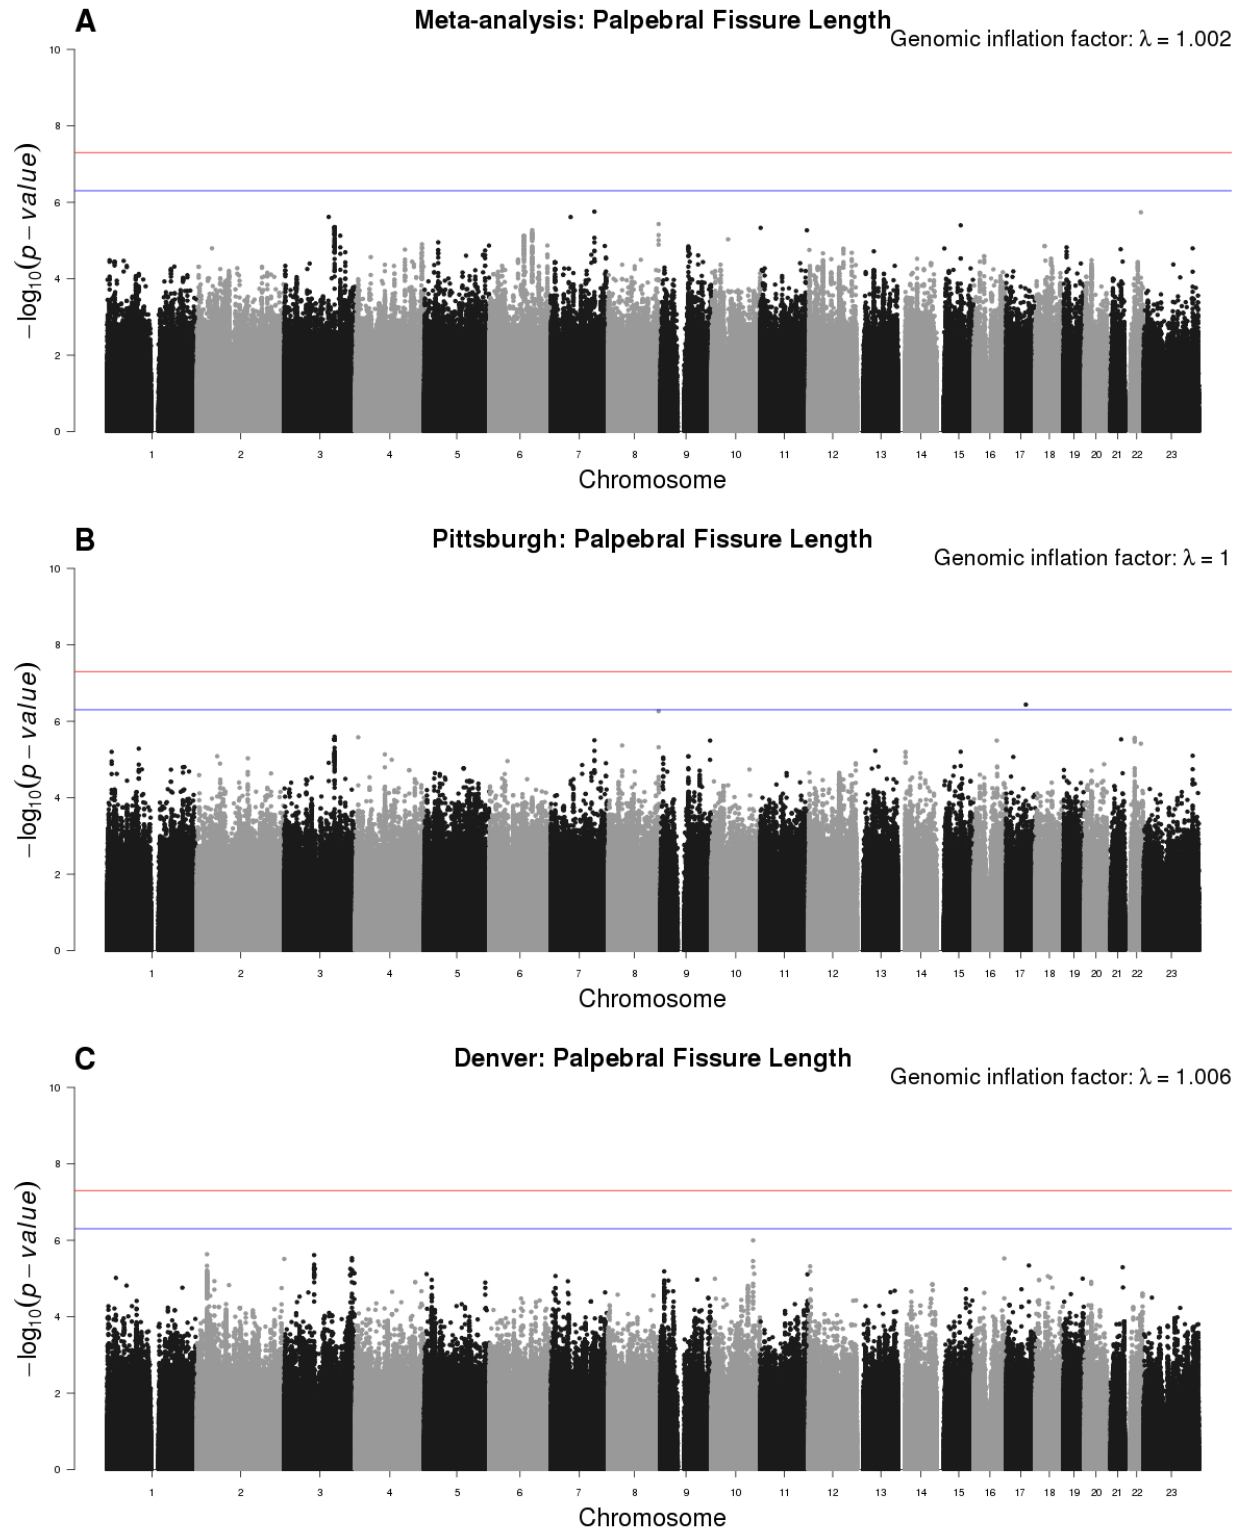 A
Meta-analysis: Palpebral Fissure Length
Genomic inflation factor: λ = 1.002
10
8
6
4
2
0
−log10(p − value)
1 2 3 4 5 6 7 8 9 10 11 12 13 14 15 16 17 18 19 20 21 22 23
Chromosome
B
Pittsburgh: Palpebral Fissure Length
Genomic inflation factor: λ = 1
10
8
6
4
2
0
−log10(p − value)
1 2 3 4 5 6 7 8 9 10 11 12 13 14 15 16 17 18 19 20 21 22 23
Chromosome
C
Denver: Palpebral Fissure Length
Genomic inflation factor: λ = 1.006
10
8
6
4
2
0
−log10(p − value)
1 2 3 4 5 6 7 8 9 10 11 12 13 14 15 16 17 18 19 20 21 22 23
Chromosome